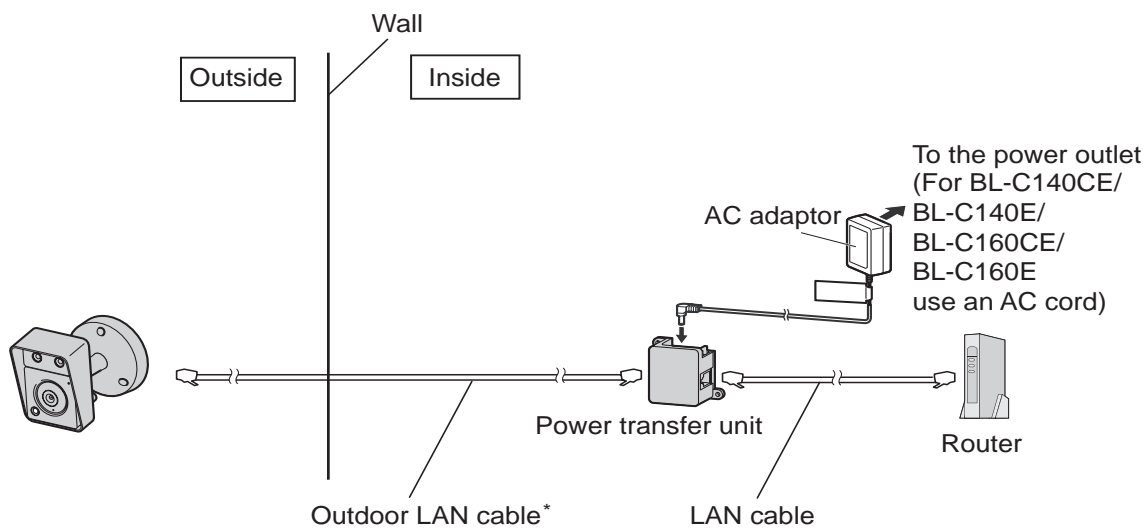 Wall
Outside
Inside
To the power outlet
(For BL-C140CE/
BL-C140E/
BL-C160CE/
BL-C160E
use an AC cord)
AC adaptor
Power transfer unit
Router
Outdoor LAN cable*
LAN cable